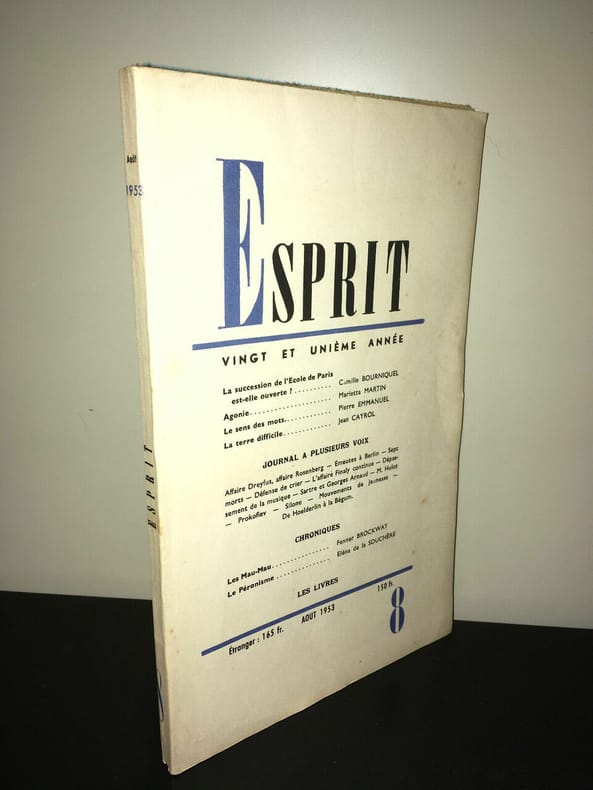 Août
1953
ESPRIT
8
ESPRIT
VINGT ET UNIÈME ANNÉE
La succession de l'Ecole de Paris
est-elle ouverte ? .......... Camille BOURNIQUEL
Agonie.................... Marietta MARTIN
Le sens des mots............. Pierre EMMANUEL
La terre difficile............. Jean CAYROL
JOURNAL A PLUSIEURS VOIX
Affaire Dreyfus, affaire Rosenberg — Emeutes à Berlin — Sept
morts — Défense de crier — L'affaire Finaly continue — Dépas-
sement de la musique — Sartre et Georges Arnaud — M. Hulot
— Prokofiev — Silone — Mouvements de Jeunesse —
De Hoelderlin à la Bégum.
CHRONIQUES
Les Mau-Mau............... Fenner BROCKWAY
Le Péronisme............... Eléna de la SOUCHÈRE
LES LIVRES
Étranger : 165 fr. AOUT 1953 150 fr.
8